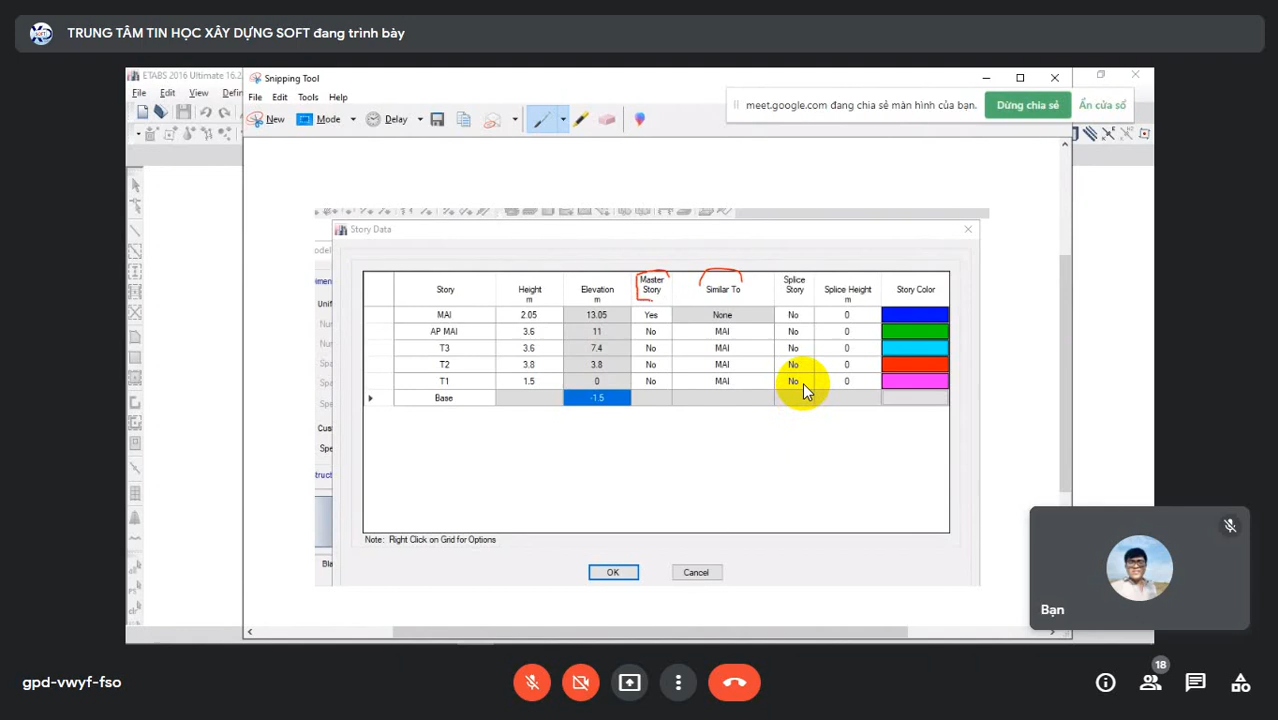 TRUNG TÂM TIN HỌC XÂY DỰNG SOFT đang trình bày
ETABS 2016 Ultimate 16.2
Snipping Tool
File Edit View Defin
File Edit Tools Help
meet.google.com đang chia sẻ màn hình của bạn. Dừng chia sẻ Ẩn cửa sổ
New Mode Delay
Story Data
Story Height m Elevation m Master Story Similar To Splice Story Splice Height m Story Color
MAI 2.05 13.05 Yes None No 0
AP MAI 3.6 11 No MAI No 0
T3 3.6 7.4 No MAI No 0
T2 3.8 3.8 No MAI No 0
T1 1.5 0 No MAI No 0
Base -1.5
Note: Right Click on Grid for Options
OK Cancel
Bạn
gpd-vwyf-fso
18